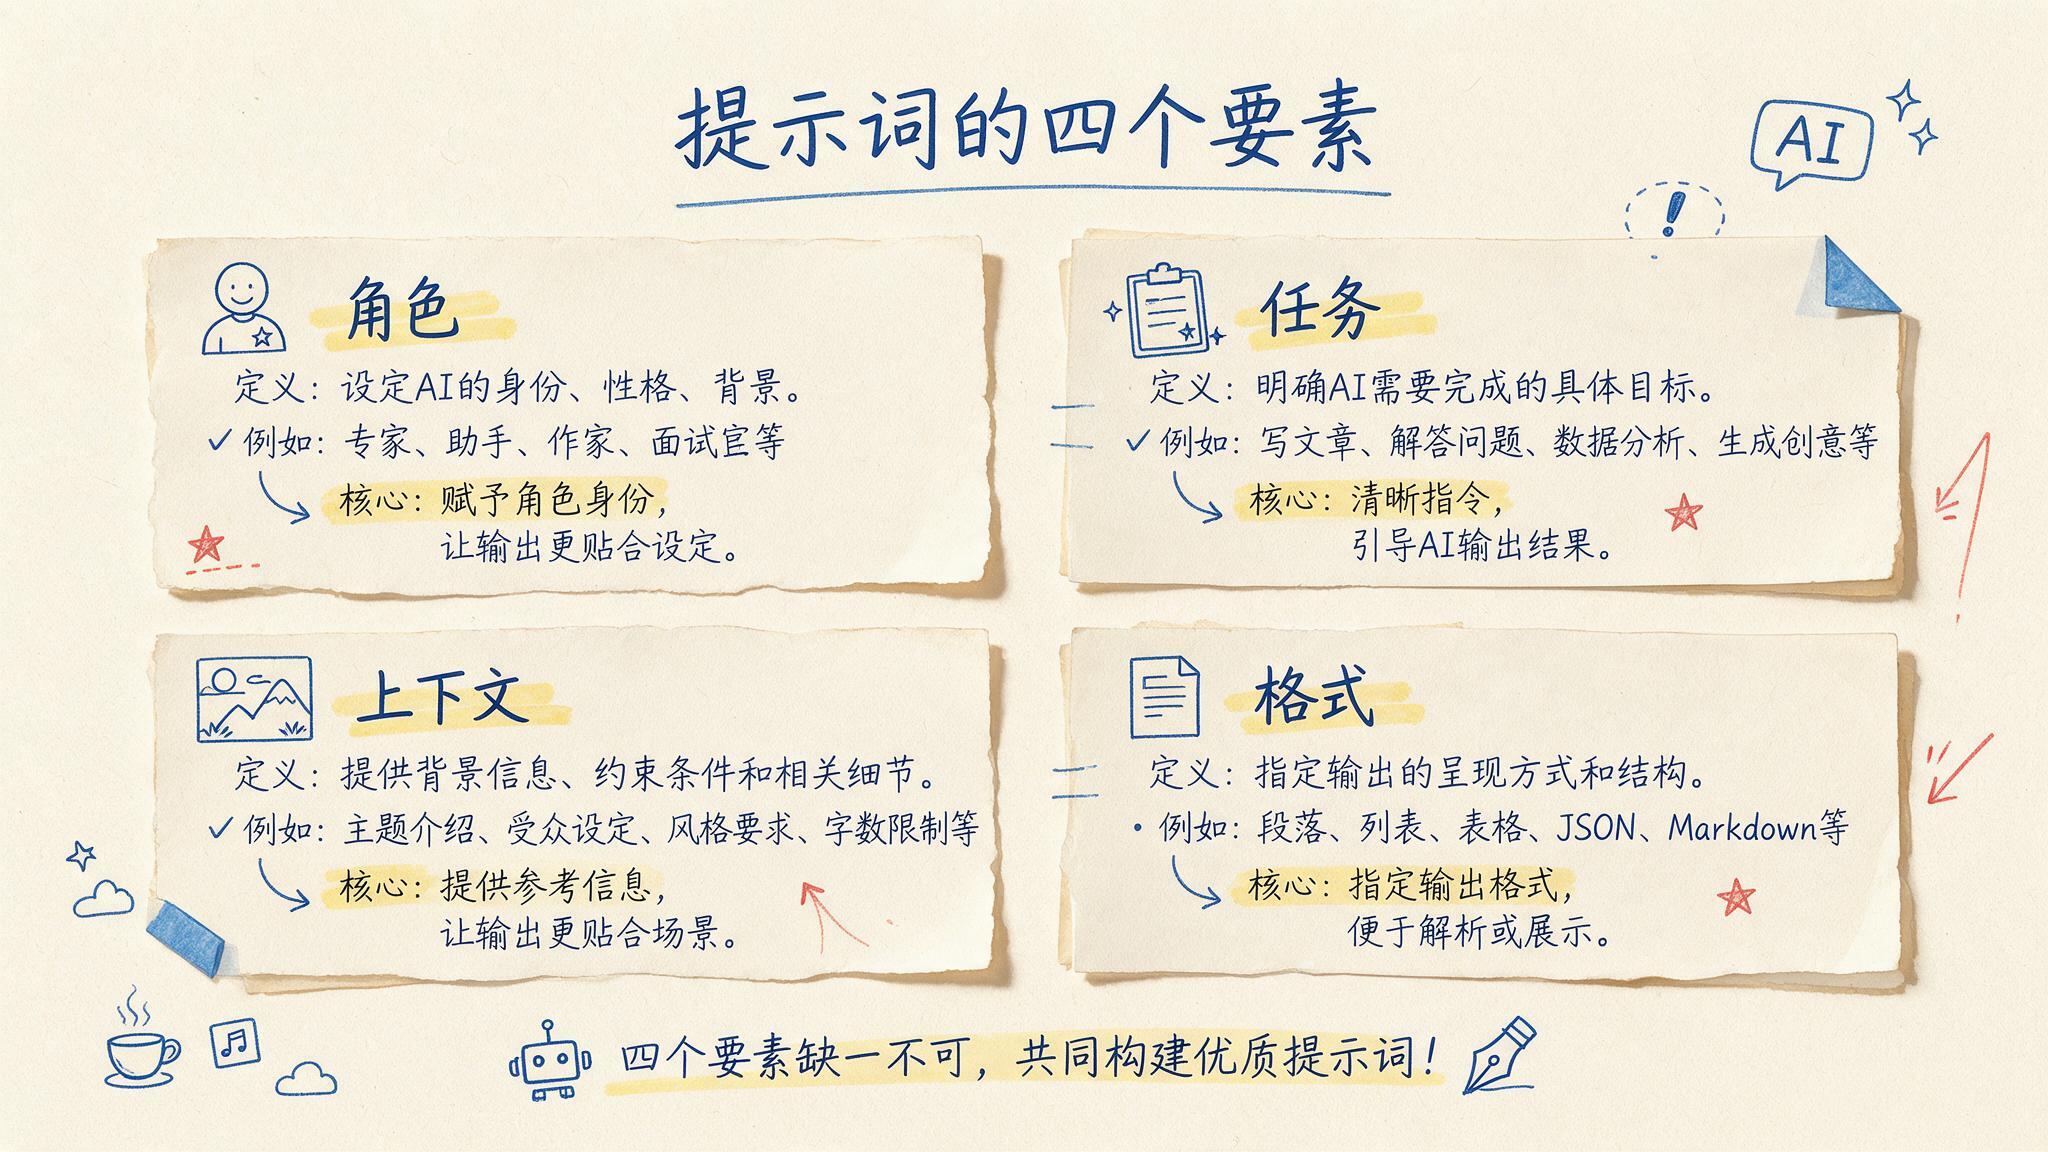 提示词的四个要素
AI
!
角色
定义：设定AI的身份、性格、背景。
✓例如：专家、助手、作家、面试官等
核心：赋予角色身份，
让输出更贴合设定。
任务
定义：明确AI需要完成的具体目标。
✓例如：写文章、解答问题、数据分析、生成创意等
核心：清晰指令，
引导AI输出结果。
上下文
定义：提供背景信息、约束条件和相关细节。
✓例如：主题介绍、受众设定、风格要求、字数限制等
核心：提供参考信息，
让输出更贴合场景。
格式
定义：指定输出的呈现方式和结构。
• 例如：段落、列表、表格、JSON、Markdown等
核心：指定输出格式，
便于解析或展示。
四个要素缺一不可，共同构建优质提示词！